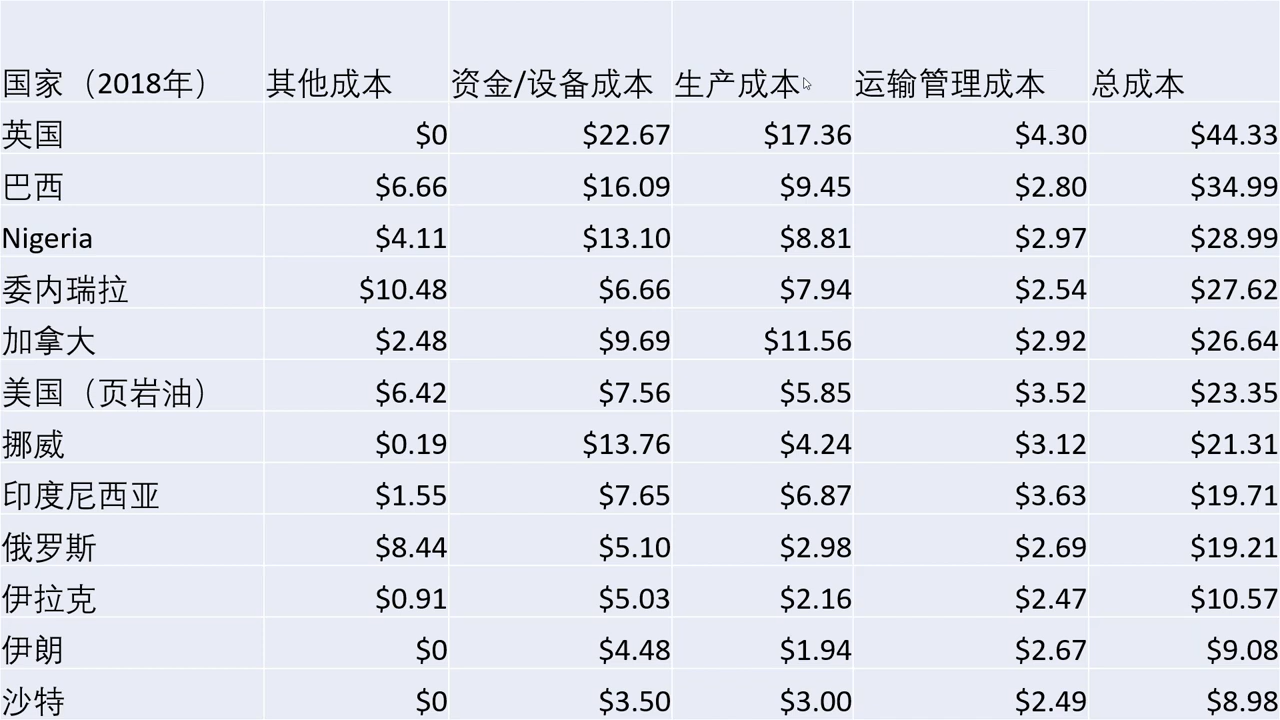 国家（2018年） 其他成本 资金/设备成本 生产成本 运输管理成本 总成本
英国 $0 $22.67 $17.36 $4.30 $44.33
巴西 $6.66 $16.09 $9.45 $2.80 $34.99
Nigeria $4.11 $13.10 $8.81 $2.97 $28.99
委内瑞拉 $10.48 $6.66 $7.94 $2.54 $27.62
加拿大 $2.48 $9.69 $11.56 $2.92 $26.64
美国（页岩油） $6.42 $7.56 $5.85 $3.52 $23.35
挪威 $0.19 $13.76 $4.24 $3.12 $21.31
印度尼西亚 $1.55 $7.65 $6.87 $3.63 $19.71
俄罗斯 $8.44 $5.10 $2.98 $2.69 $19.21
伊拉克 $0.91 $5.03 $2.16 $2.47 $10.57
伊朗 $0 $4.48 $1.94 $2.67 $9.08
沙特 $0 $3.50 $3.00 $2.49 $8.98